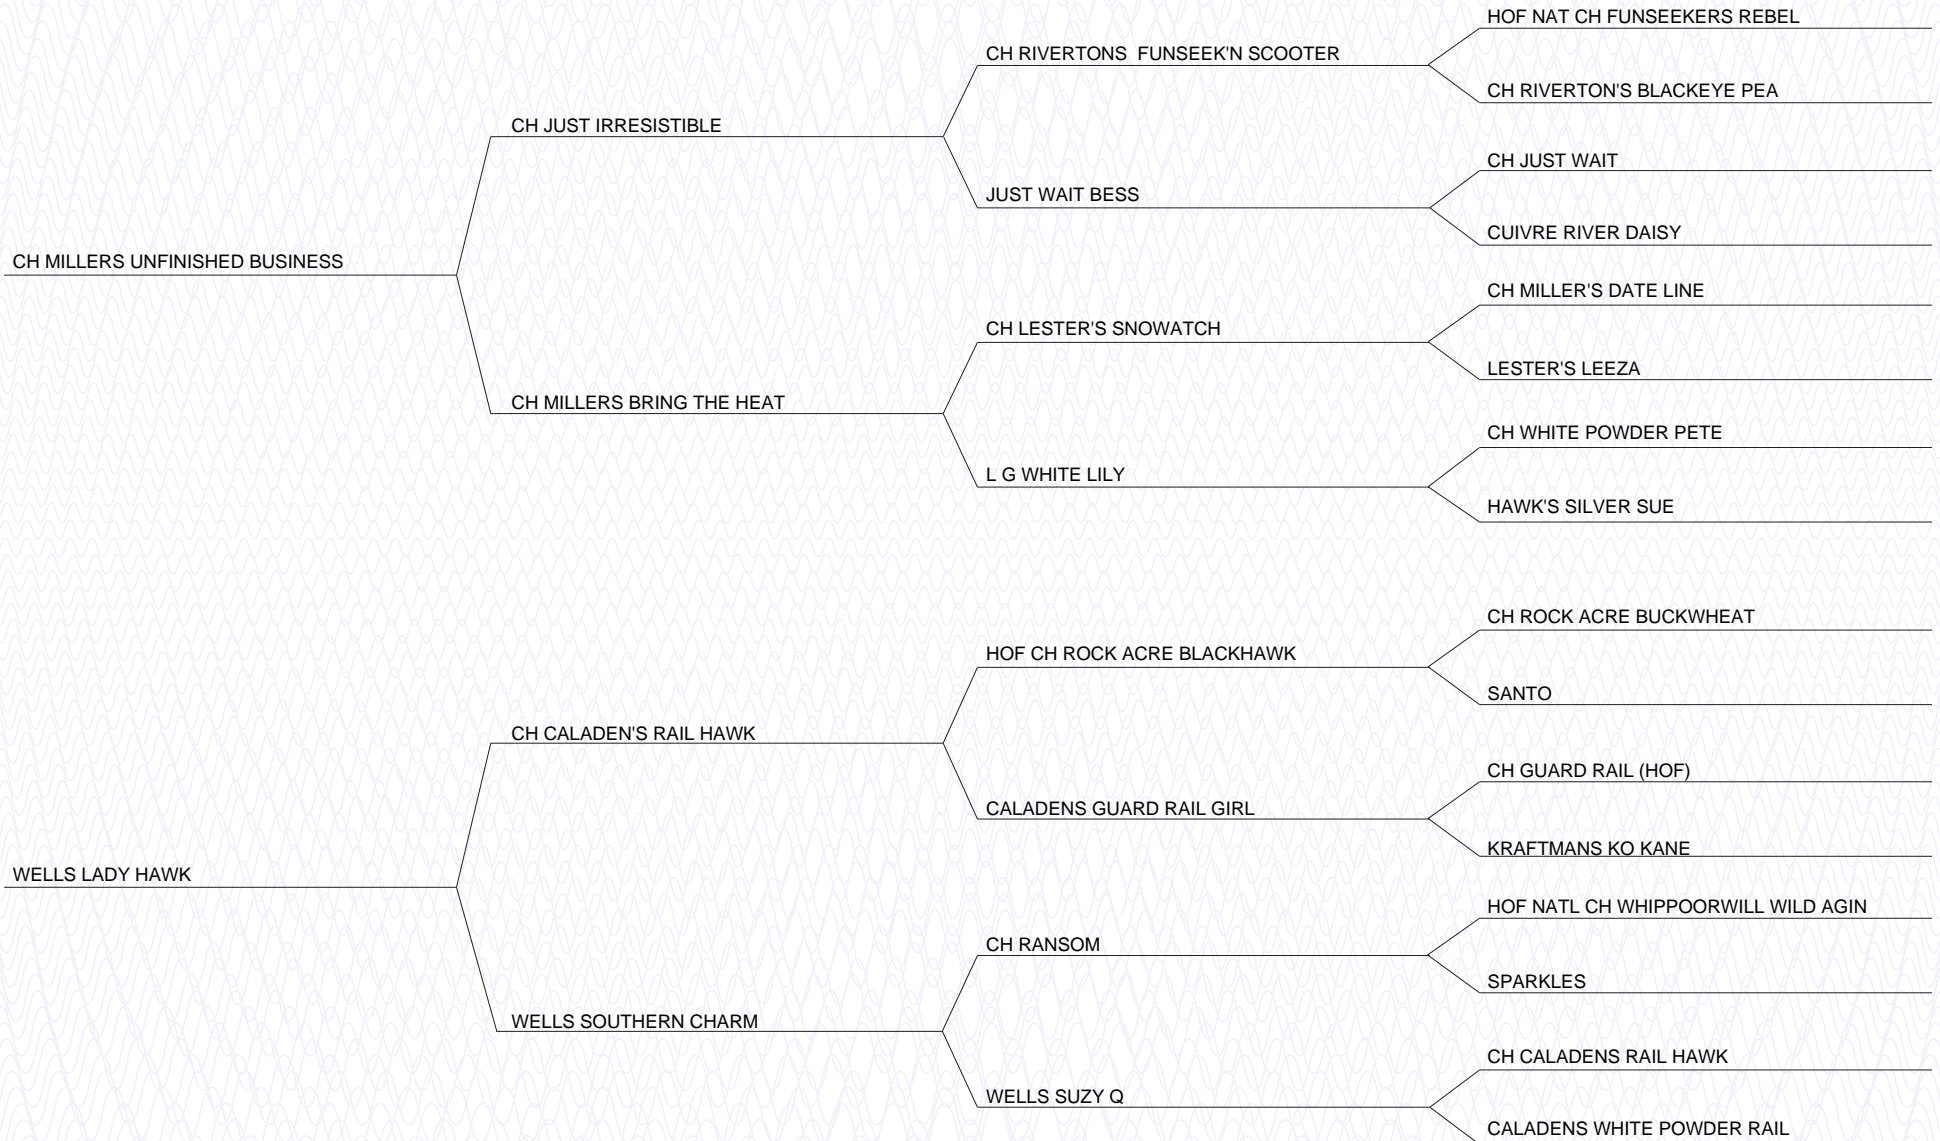 HOF NAT CH FUNSEEKERS REBEL
CH RIVERTONS  FUNSEEK'N SCOOTER
CH RIVERTON'S BLACKEYE PEA
CH JUST IRRESISTIBLE
CH JUST WAIT
JUST WAIT BESS
CUIVRE RIVER DAISY
CH MILLERS UNFINISHED BUSINESS
CH MILLER'S DATE LINE
CH LESTER'S SNOWATCH
LESTER'S LEEZA
CH MILLERS BRING THE HEAT
CH WHITE POWDER PETE
L G WHITE LILY
HAWK'S SILVER SUE
CH ROCK ACRE BUCKWHEAT
HOF CH ROCK ACRE BLACKHAWK
SANTO
CH CALADEN'S RAIL HAWK
CH GUARD RAIL (HOF)
CALADENS GUARD RAIL GIRL
KRAFTMANS KO KANE
WELLS LADY HAWK
HOF NATL CH WHIPPOORWILL WILD AGIN
CH RANSOM
SPARKLES
WELLS SOUTHERN CHARM
CH CALADENS RAIL HAWK
WELLS SUZY Q
CALADENS WHITE POWDER RAIL